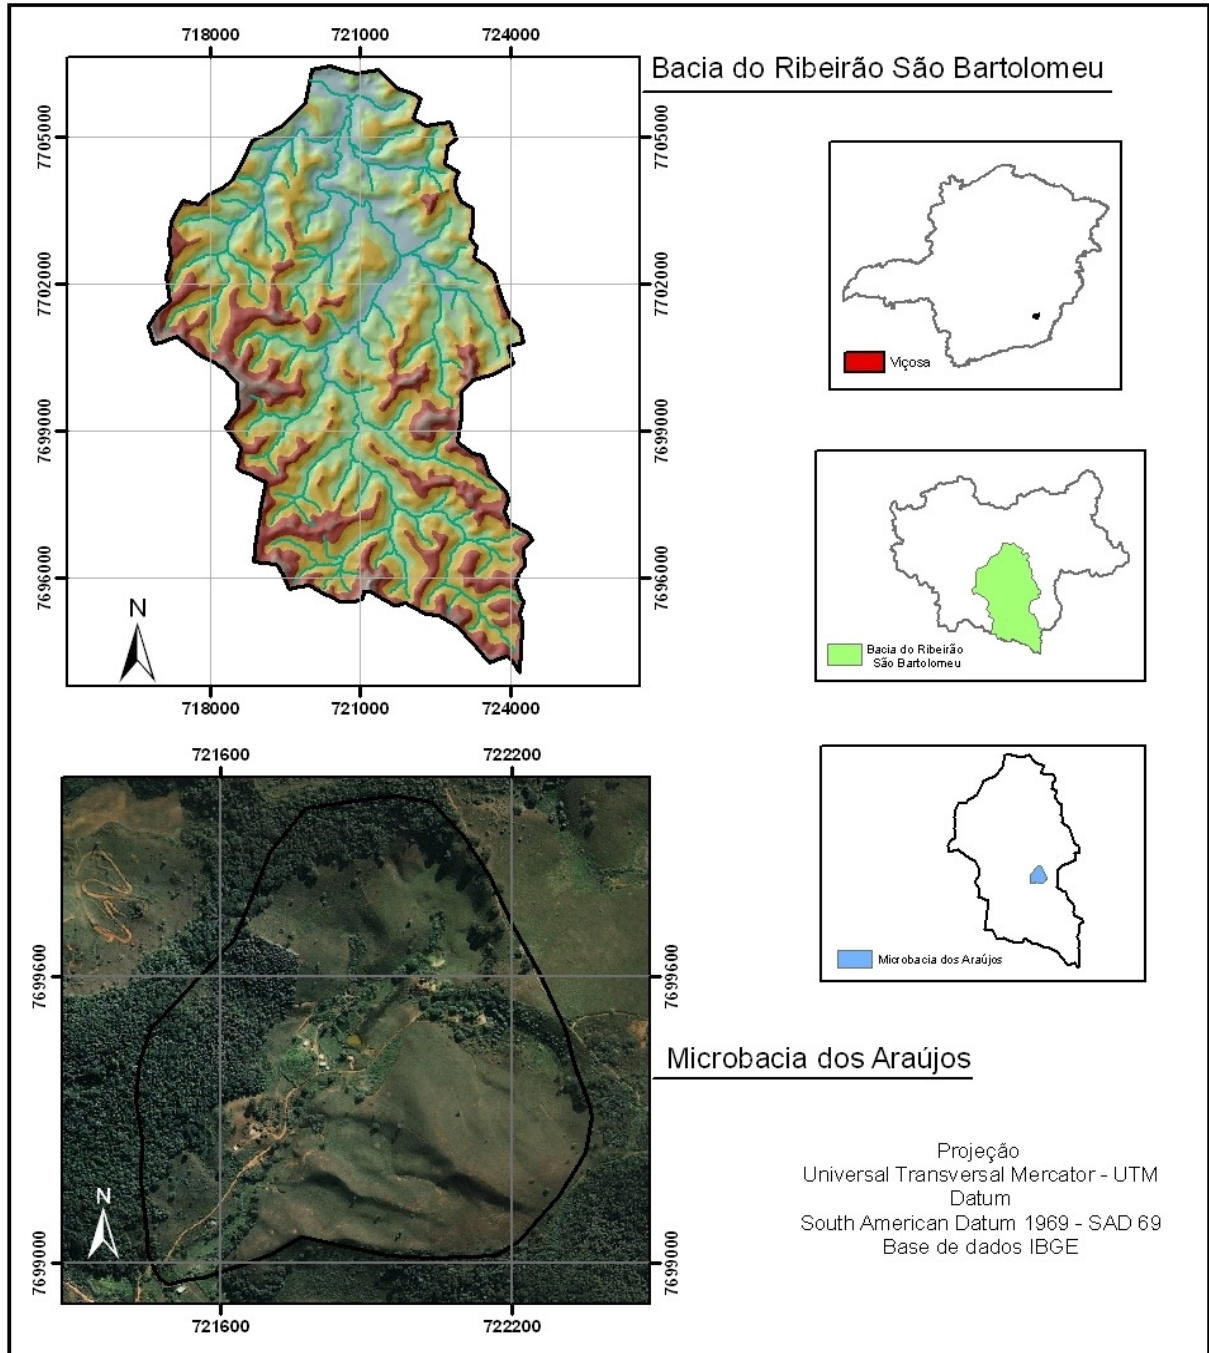 718000 721000 724000
Bacia do Ribeirão São Bartolomeu
7705000 7705000
7702000 7702000
Viçosa
7699000 7699000
7696000 7696000
N
Bacia do Ribeirão
São Bartolomeu
718000 721000 724000
721600 722200
7699600 7699600
Microbacia dos Araújos
Microbacia dos Araújos
N
7699000 7699000
721600 722200
Projeção
Universal Transversal Mercator - UTM
Datum
South American Datum 1969 - SAD 69
Base de dados IBGE